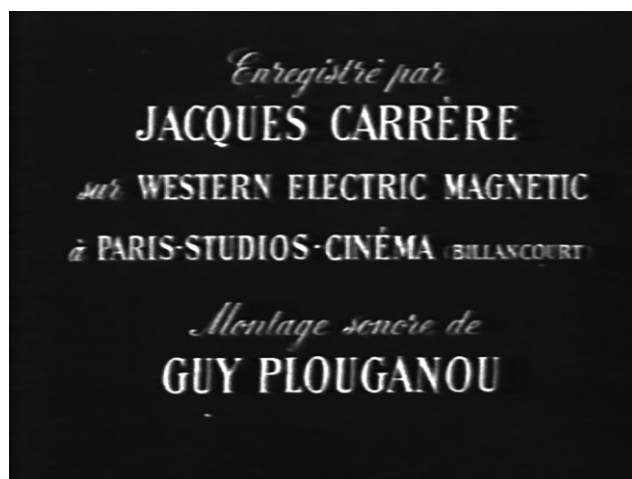 Enregistré par
JACQUES CARRÈRE
sur WESTERN ELECTRIC MAGNETIC
à PARIS-STUDIOS-CINÉMA (BILLANCOURT)
Montage sonore de
GUY PLOUGANOU